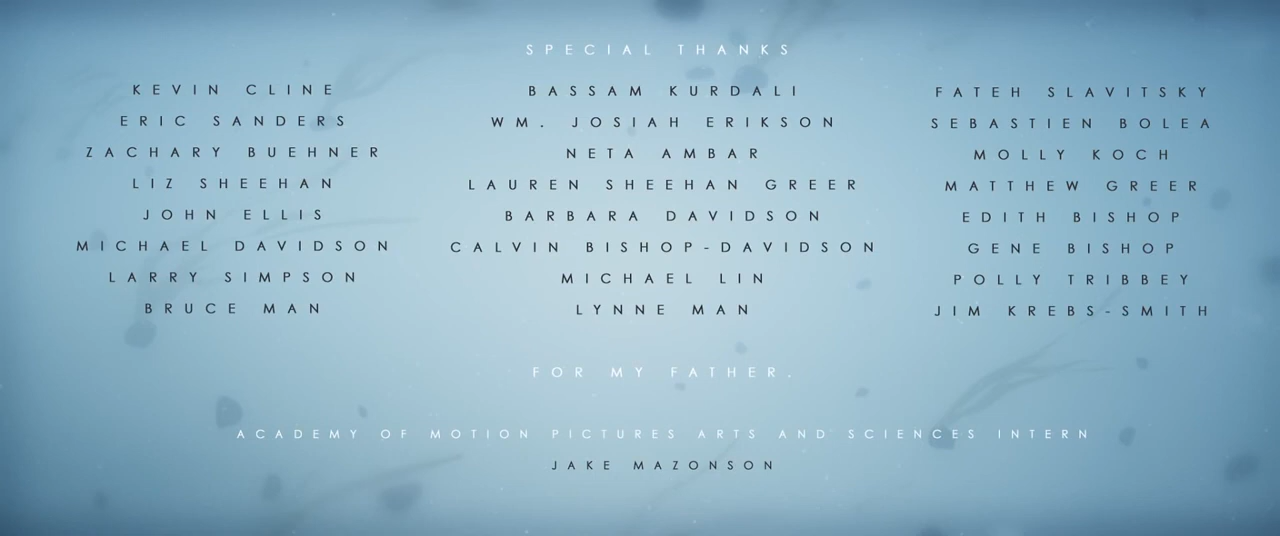 SPECIAL THANKS
KEVIN CLINE
ERIC SANDERS
ZACHARY BUEHNER
LIZ SHEEHAN
JOHN ELLIS
MICHAEL DAVIDSON
LARRY SIMPSON
BRUCE MAN
BASSAM KURDALI
WM. JOSIAH ERIKSON
NETA AMBAR
LAUREN SHEEHAN GREER
BARBARA DAVIDSON
CALVIN BISHOP-DAVIDSON
MICHAEL LIN
LYNNE MAN
FATEH SLAVITSKY
SEBASTIEN BOLEA
MOLLY KOCH
MATTHEW GREER
EDITH BISHOP
GENE BISHOP
POLLY TRIBBEY
JIM KREBS-SMITH
FOR MY FATHER.
ACADEMY OF MOTION PICTURES ARTS AND SCIENCES INTERN
JAKE MAZONSON